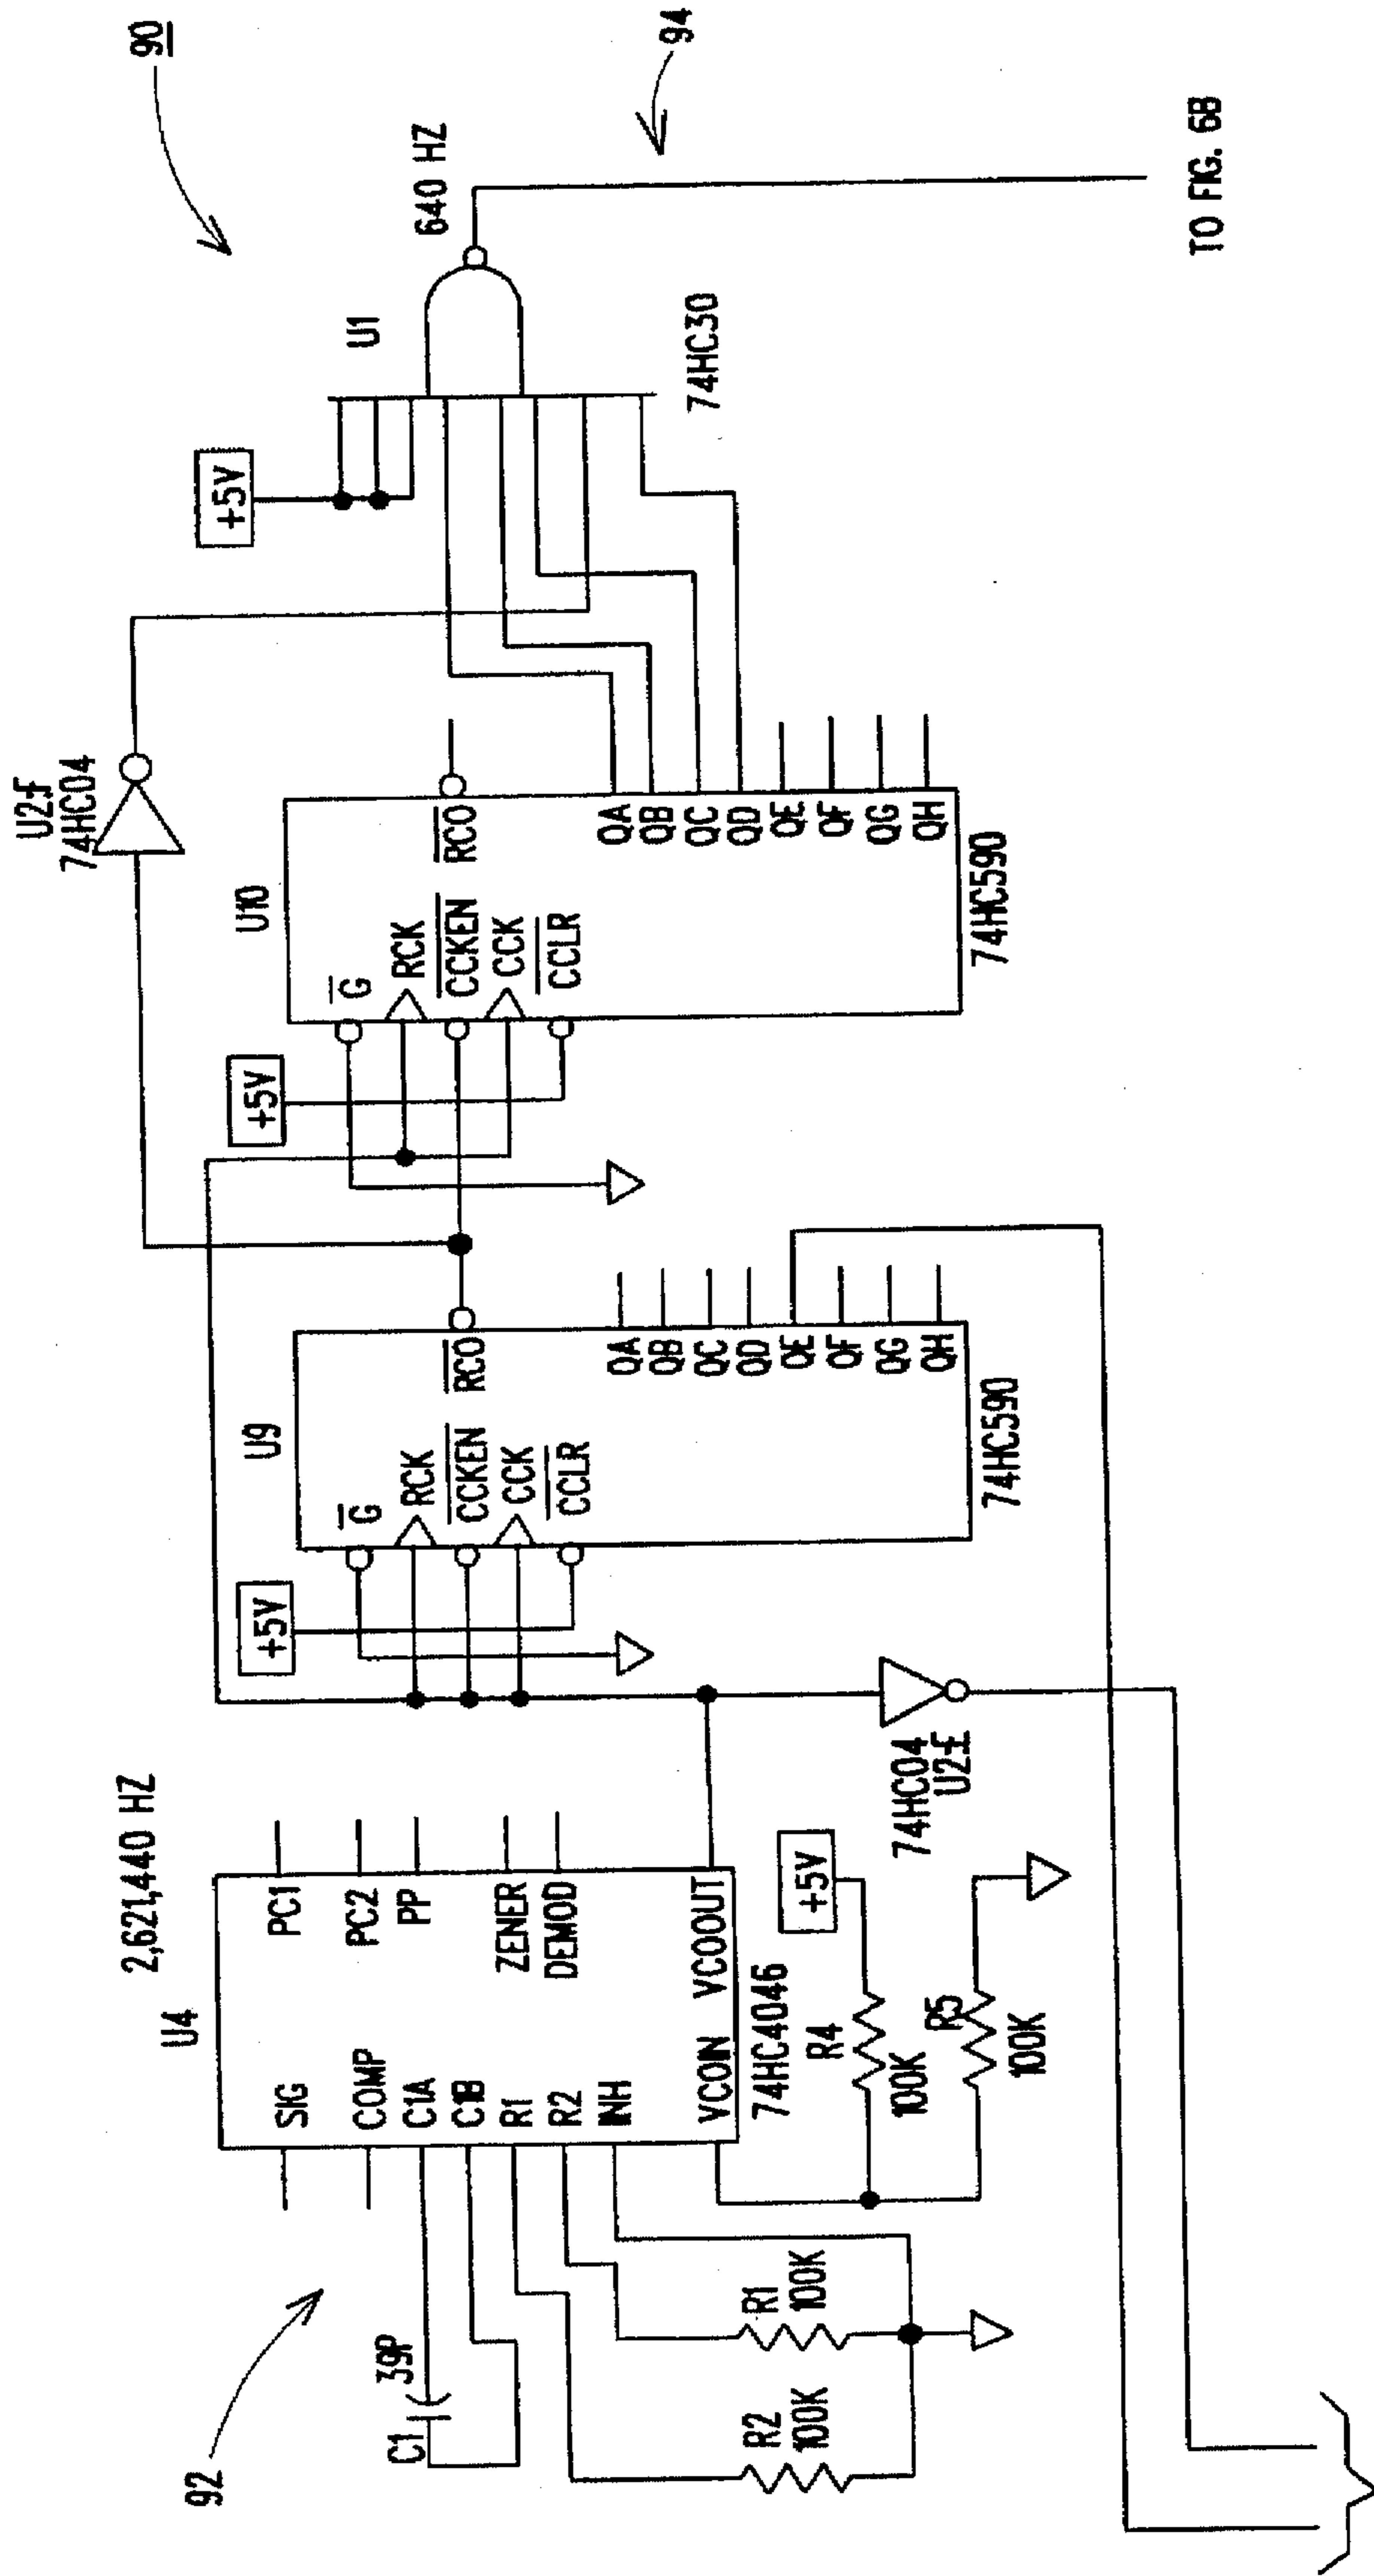 90
92
94
2,621,440 HZ
U4
SIG
COMP
C1A
C1B
R1
R2
INH
VCOIN
PC1
PC2
PP
ZENER
DEMOD
VCOOUT
74HC4046
C1
39P
R2
100K
R1
100K
R4
100K
R5
100K
+5V
74HC04
U2:E
+5V
U9
G
RCK
CCKEN
CCK
CCLR
RCO
QA
QB
QC
QD
QE
QF
QG
QH
74HC590
+5V
U10
G
RCK
CCKEN
CCK
CCLR
RCO
QA
QB
QC
QD
QE
QF
QG
QH
74HC590
U2:F
74HC04
+5V
U1
74HC30
640 HZ
TO FIG. 6B